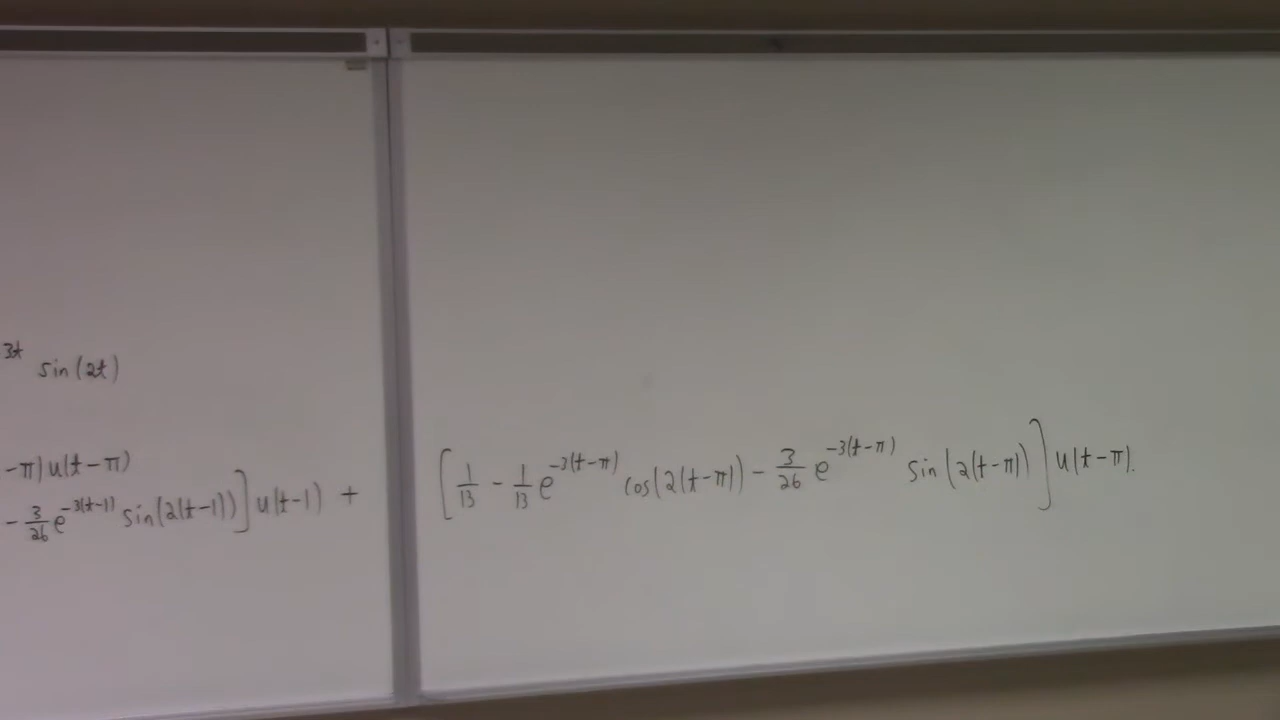 3t sin(2t)
-π) u(t-π)
- 3/26 e^{-3(t-1)} sin(2(t-1))] u(t-1) + [1/13 - 1/13 e^{-3(t-π)} cos(2(t-π)) - 3/26 e^{-3(t-π)} sin(2(t-π))] u(t-π).